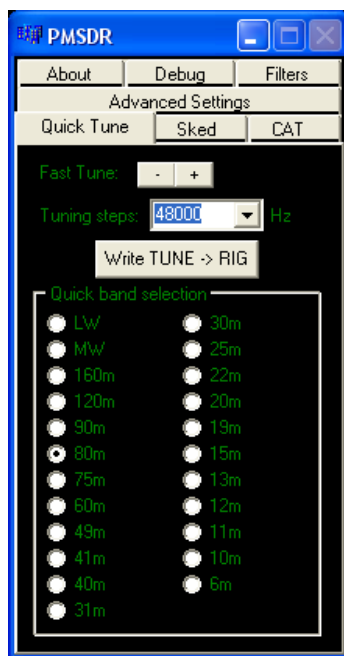 PMSDR
About Debug Filters
Advanced Settings
Quick Tune Sked CAT
Fast Tune: - +
Tuning steps: 48000 Hz
Write TUNE -> RIG
Quick band selection
LW 30m
MW 25m
160m 22m
120m 20m
90m 19m
80m 15m
75m 13m
60m 12m
49m 11m
41m 10m
40m 6m
31m